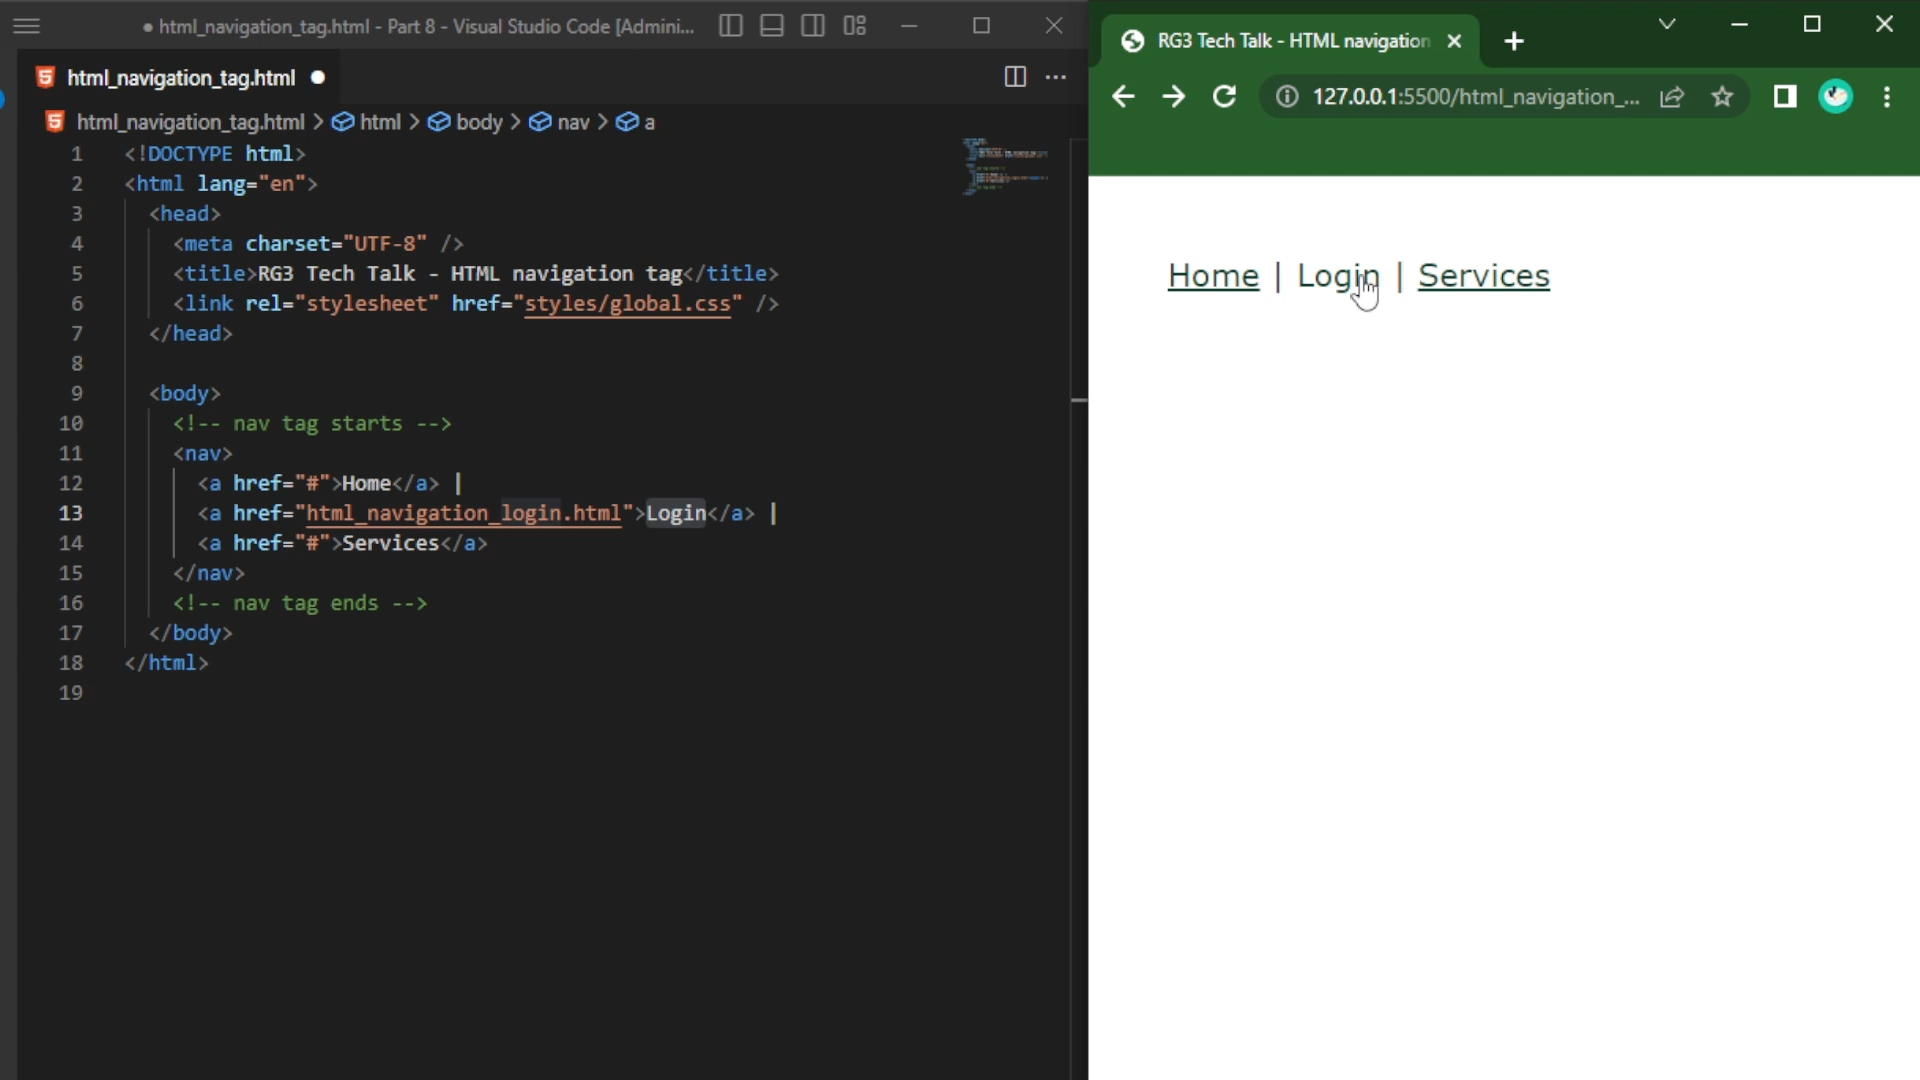 ● html_navigation_tag.html - Part 8 - Visual Studio Code [Admini...
html_navigation_tag.html ●
html_navigation_tag.html > html > body > nav > a
1 <!DOCTYPE html>
2 <html lang="en">
3 <head>
4 <meta charset="UTF-8" />
5 <title>RG3 Tech Talk - HTML navigation tag</title>
6 <link rel="stylesheet" href="styles/global.css" />
7 </head>
8
9 <body>
10 <!-- nav tag starts -->
11 <nav>
12 <a href="#">Home</a> |
13 <a href="html_navigation_login.html">Login</a> |
14 <a href="#">Services</a>
15 </nav>
16 <!-- nav tag ends -->
17 </body>
18 </html>
19
RG3 Tech Talk - HTML navigation
127.0.0.1:5500/html_navigation_...
Home | Login | Services